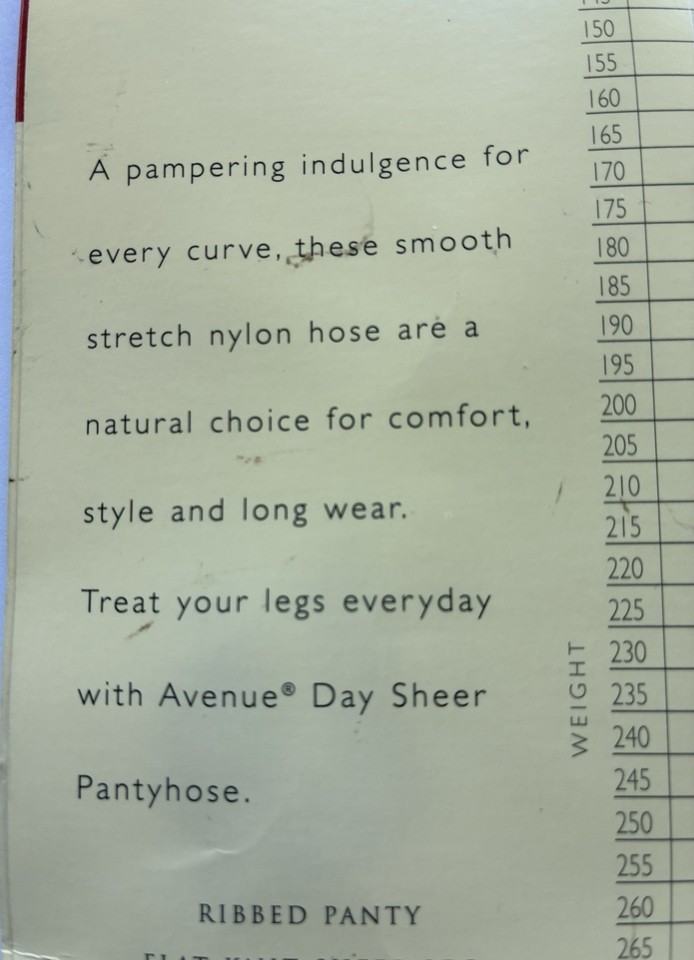 A pampering indulgence for
every curve, these smooth
stretch nylon hose are a
natural choice for comfort,
style and long wear.
Treat your legs everyday
with Avenue® Day Sheer
Pantyhose.
RIBBED PANTY
WEIGHT
150
155
160
165
170
175
180
185
190
195
200
205
210
215
220
225
230
235
240
245
250
255
260
265